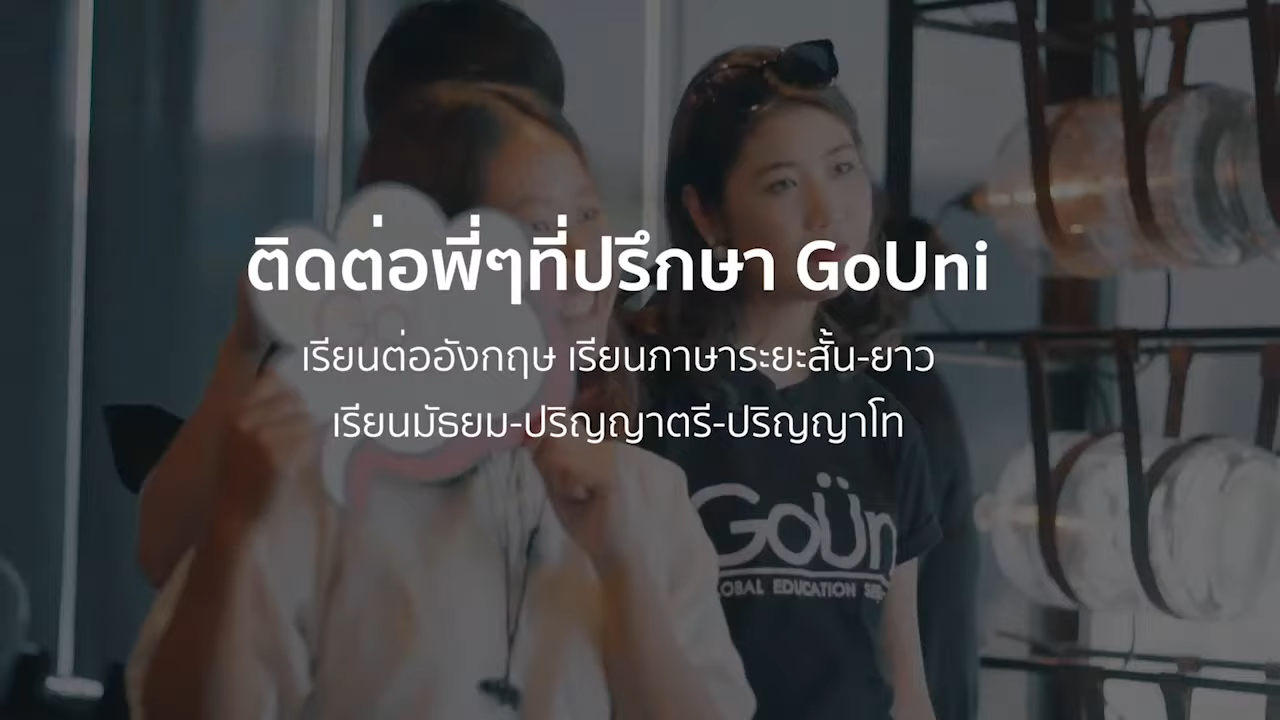 ติดต่อพี่ๆที่ปรึกษา GoUni
เรียนต่ออังกฤษ เรียนภาษาระยะสั้น-ยาว
เรียนมัธยม-ปริญญาตรี-ปริญญาโท
GoÜn
OBAL EDUCATION